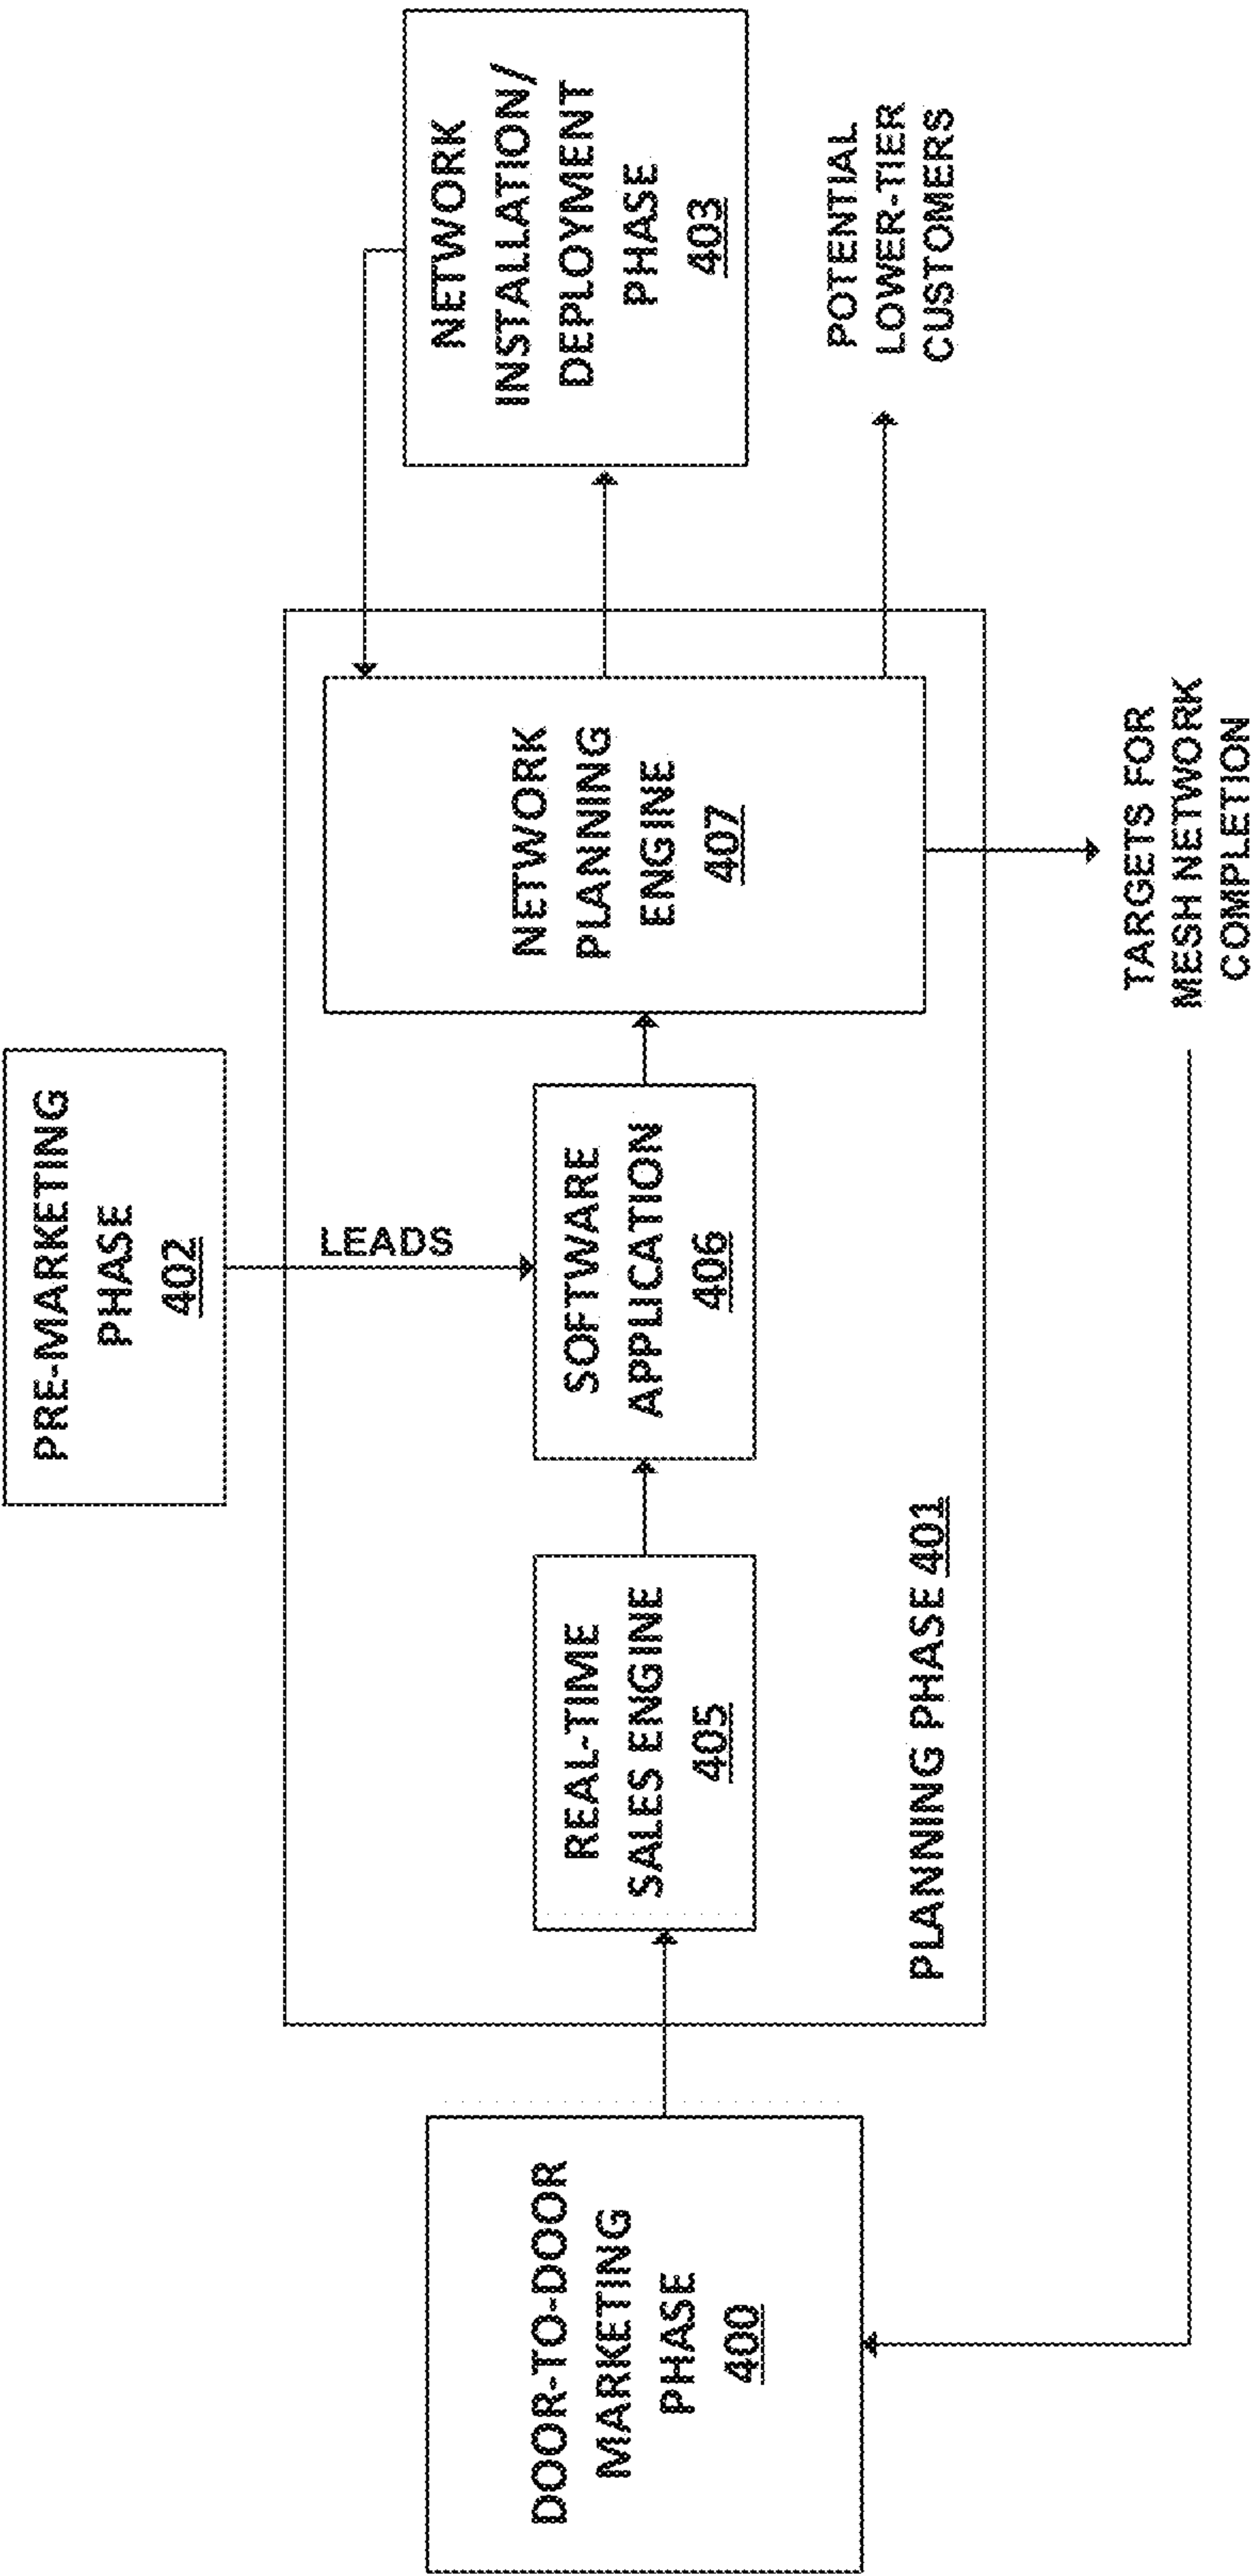 PRE-MARKETING
PHASE
402
LEADS
DOOR-TO-DOOR
MARKETING
PHASE
400
REAL-TIME
SALES ENGINE
405
SOFTWARE
APPLICATION
406
NETWORK
PLANNING
ENGINE
407
NETWORK
INSTALLATION/
DEPLOYMENT
PHASE
403
PLANNING PHASE 401
POTENTIAL
LOWER-TIER
CUSTOMERS
TARGETS FOR
MESH NETWORK
COMPLETION